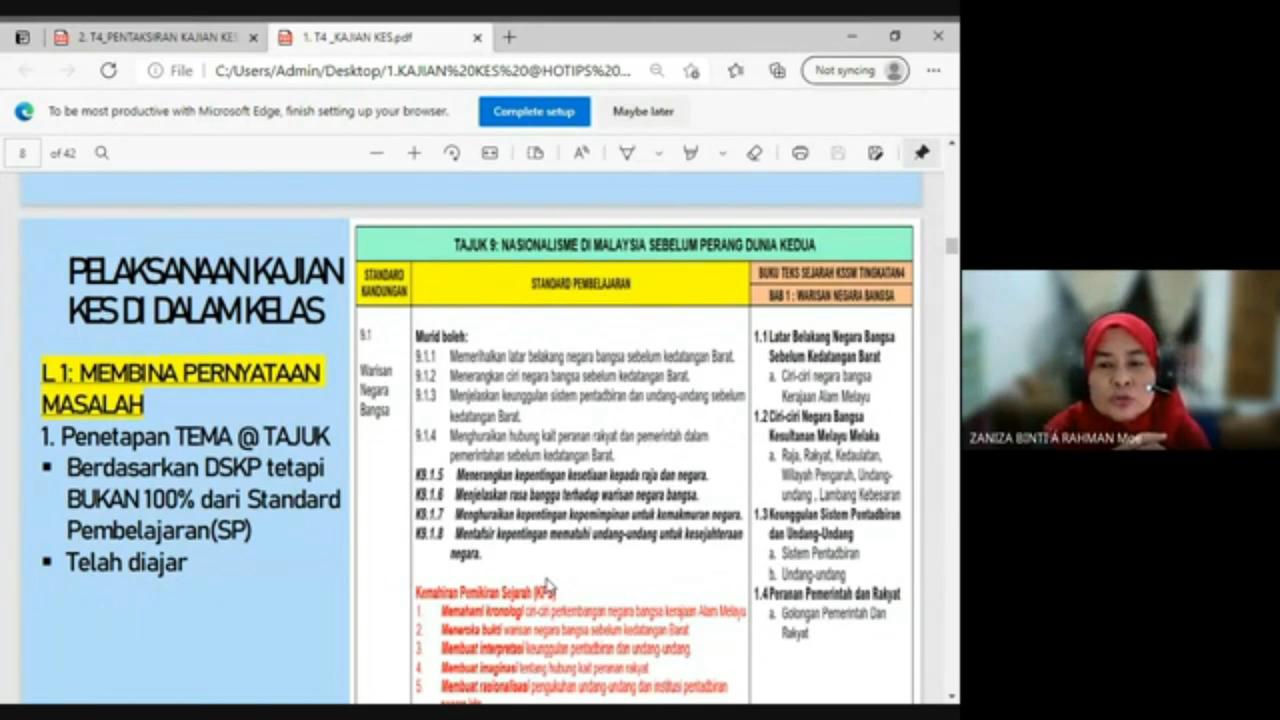 2. T4_PENTAKSIRAN KAJIAN KE
1. T4 _KAJIAN KES.pdf
File
C:/Users/Admin/Desktop/1.KAJIAN%20KES%20@HOTIPS%20...
Not syncing
To be most productive with Microsoft Edge, finish setting up your browser.
Complete setup
Maybe later
8 of 42
PELAKSANAAN KAJIAN
KES DI DALAM KELAS
L 1: MEMBINA PERNYATAAN
MASALAH
1. Penetapan TEMA @ TAJUK
▪ Berdasarkan DSKP tetapi
BUKAN 100% dari Standard
Pembelajaran(SP)
▪ Telah diajar
TAJUK 9: NASIONALISME DI MALAYSIA SEBELUM PERANG DUNIA KEDUA
STANDARD
KANDUNGAN
STANDARD PEMBELAJARAN
BUKU TEKS SEJARAH KSSM TINGKATAN4
BAB 1 : WARISAN NEGARA BANGSA
9.1
Warisan
Negara
Bangsa
Murid boleh:
9.1.1 Memerihalkan latar belakang negara bangsa sebelum kedatangan Barat.
9.1.2 Menerangkan ciri negara bangsa sebelum kedatangan Barat.
9.1.3 Menjelaskan keunggulan sistem pentadbiran dan undang-undang sebelum
kedatangan Barat.
9.1.4 Menghuraikan hubung kait peranan rakyat dan pemerintah dalam
pemerintahan sebelum kedatangan Barat.
K9.1.5 Menerangkan kepentingan kesetiaan kepada raja dan negara.
K9.1.6 Menjelaskan rasa bangga terhadap warisan negara bangsa.
K9.1.7 Menghuraikan kepentingan kepemimpinan untuk kemakmuran negara.
K9.1.8 Mentafsir kepentingan mematuhi undang-undang untuk kesejahteraan
negara.
Kemahiran Pemikiran Sejarah (KPS)
1. Memahami kronologi ciri-ciri perkembangan negara bangsa kerajaan Alam Melayu
2. Meneroka bukti warisan negara bangsa sebelum kedatangan Barat
3. Membuat interpretasi keunggulan pentadbiran dan undang-undang.
4. Membuat imaginasi tentang hubung kait peranan rakyat
5. Membuat rasionalisasi pengukuhan undang-undang dan institusi pentadbiran
1.1 Latar Belakang Negara Bangsa
Sebelum Kedatangan Barat
a. Ciri-ciri negara bangsa
Kerajaan Alam Melayu
1.2 Ciri-ciri Negara Bangsa
Kesultanan Melayu Melaka
a. Raja, Rakyat, Kedaulatan,
Wilayah Pengaruh, Undang-
undang , Lambang Kebesaran
1.3 Keunggulan Sistem Pentadbiran
dan Undang-Undang
a. Sistem Pentadbiran
b. Undang-undang
1.4 Peranan Pemerintah dan Rakyat
a. Golongan Pemerintah Dan
Rakyat
ZANIZA BINTI A RAHMAN Moe